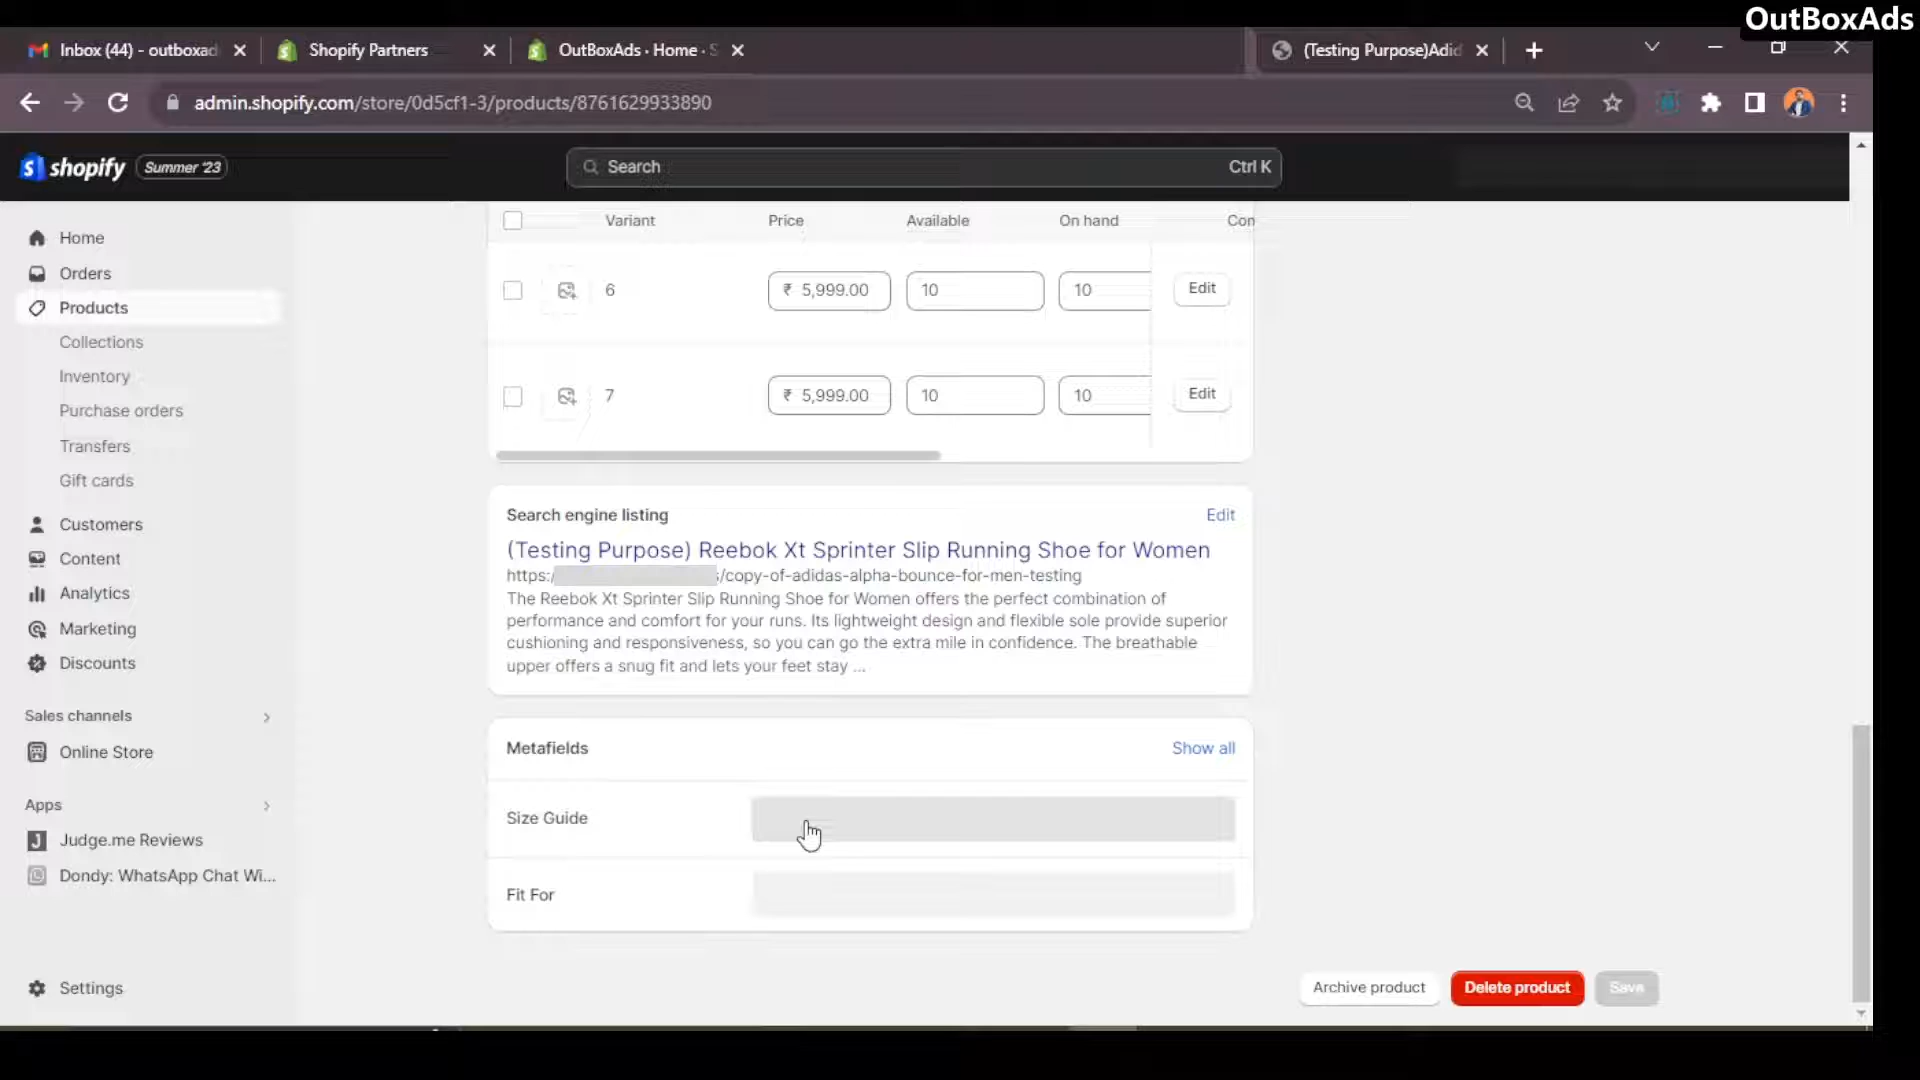 OutBoxAds
Inbox (44) - outboxad
Shopify Partners
OutBoxAds · Home · S
(Testing Purpose)Adid
admin.shopify.com/store/0d5cf1-3/products/8761629933890
shopify
Summer '23
Search
Ctrl K
Home
Orders
Products
Collections
Inventory
Purchase orders
Transfers
Gift cards
Customers
Content
Analytics
Marketing
Discounts
Sales channels
Online Store
Apps
Judge.me Reviews
Dondy: WhatsApp Chat Wi...
Settings
Variant Price Available On hand Con
6 ₹ 5,999.00 10 10 Edit
7 ₹ 5,999.00 10 10 Edit
Search engine listing Edit
(Testing Purpose) Reebok Xt Sprinter Slip Running Shoe for Women
https:/ /copy-of-adidas-alpha-bounce-for-men-testing
The Reebok Xt Sprinter Slip Running Shoe for Women offers the perfect combination of
performance and comfort for your runs. Its lightweight design and flexible sole provide superior
cushioning and responsiveness, so you can go the extra mile in confidence. The breathable
upper offers a snug fit and lets your feet stay ...
Metafields Show all
Size Guide
Fit For
Archive product
Delete product
Save